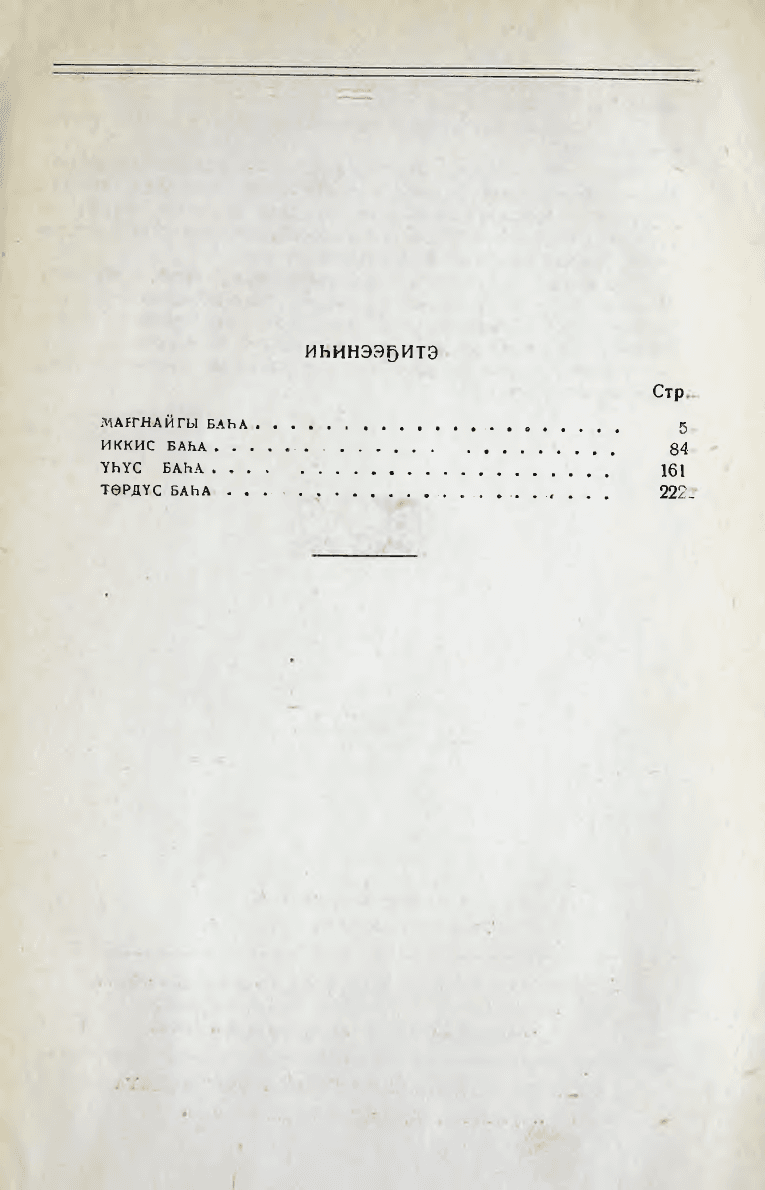 ИҺИНЭЭҔИТЭ
Стр.
МАҤНАЙГЫ БАҺА . . . . . . . . . . . . . . . . . . . . . . . 5
ИККИС БАҺА . . . . . . . . . . . . . . . . . . . . . . 84
ҮҺҮС БАҺА . . . . . . . . . . . . . . . . . . . . . . 161
ТӨРДҮС БАҺА . . . . . . . . . . . . . . . . . . . . . 222